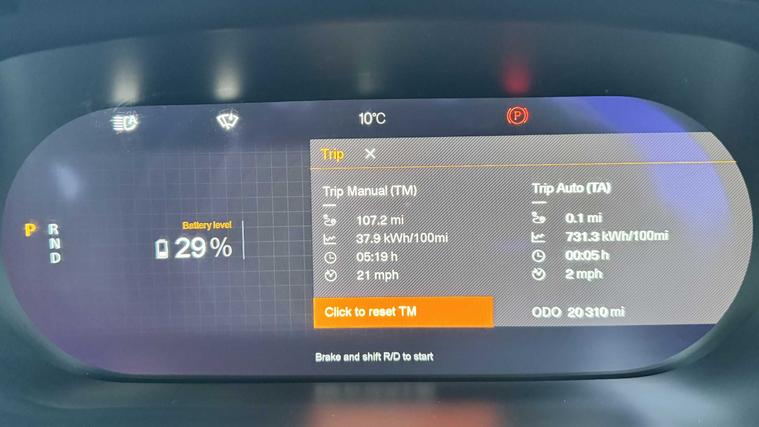 10°C
P
Trip ×
P R N D
Battery level
29 %
Trip Manual (TM)
107.2 mi
37.9 kWh/100mi
05:19 h
21 mph
Click to reset TM
Trip Auto (TA)
0.1 mi
731.3 kWh/100mi
00:05 h
2 mph
ODO 20 310 mi
Brake and shift R/D to start